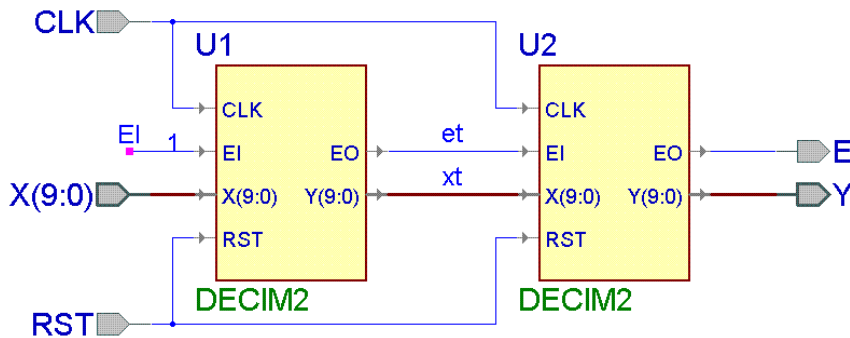 CLK
U1
U2
CLK
CLK
EI
1
EI
EO
et
EI
EO
E
X(9:0)
X(9:0)
Y(9:0)
xt
X(9:0)
Y(9:0)
Y
RST
RST
DECIM2
DECIM2
RST